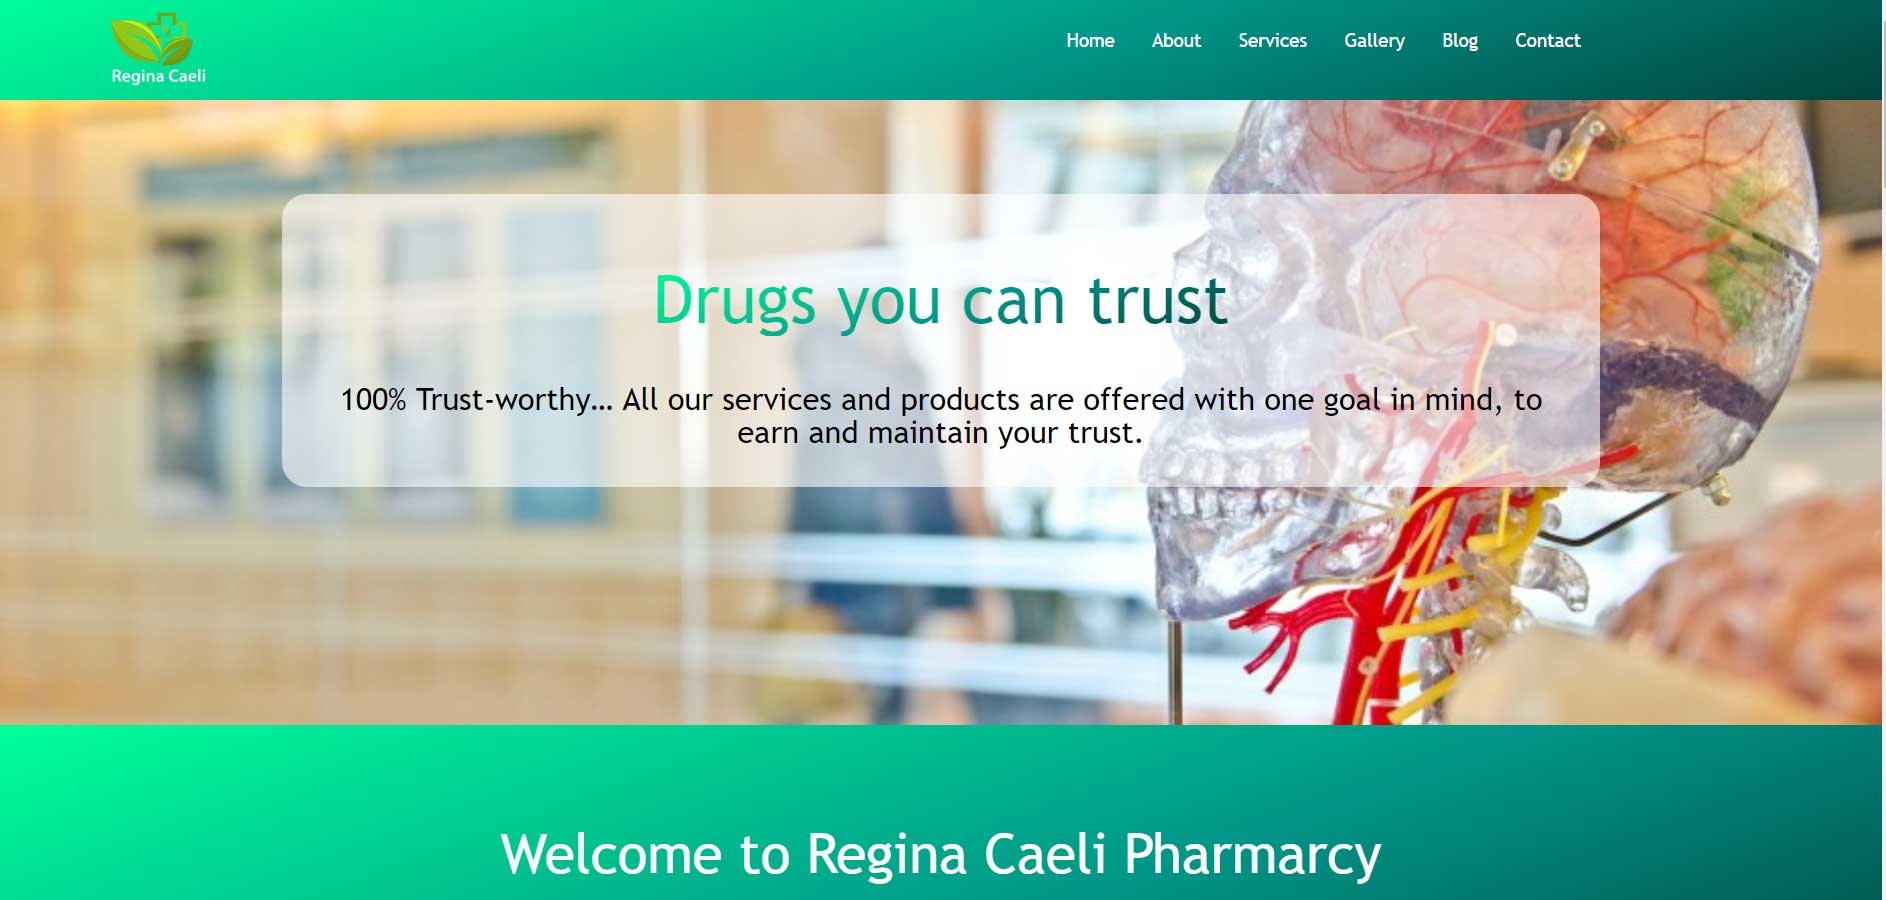 Regina Caeli
Home About Services Gallery Blog Contact
Drugs you can trust
100% Trust-worthy... All our services and products are offered with one goal in mind, to
earn and maintain your trust.
Welcome to Regina Caeli Pharmarcy